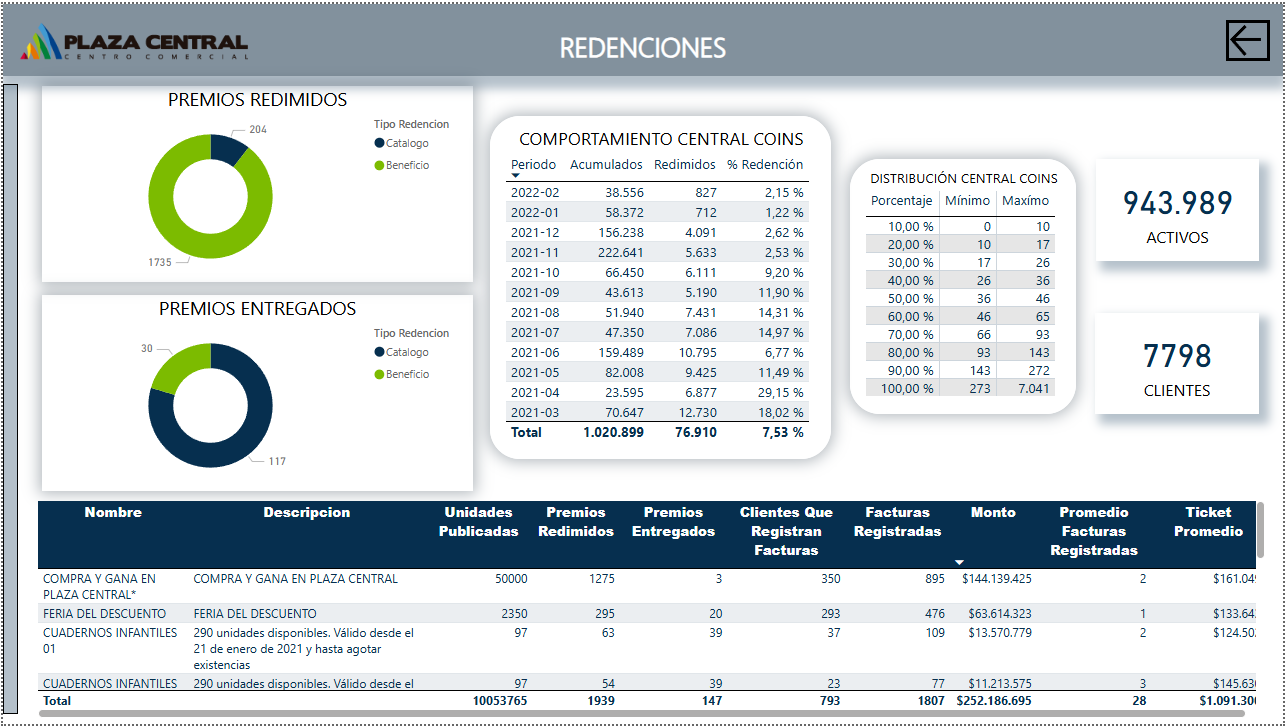 PLAZA CENTRAL
CENTRO COMERCIAL
REDENCIONES
PREMIOS REDIMIDOS
204
1735
Tipo Redencion
Catalogo
Beneficio
PREMIOS ENTREGADOS
30
117
Tipo Redencion
Catalogo
Beneficio
COMPORTAMIENTO CENTRAL COINS
Periodo Acumulados Redimidos % Redención
2022-02 38.556 827 2,15 %
2022-01 58.372 712 1,22 %
2021-12 156.238 4.091 2,62 %
2021-11 222.641 5.633 2,53 %
2021-10 66.450 6.111 9,20 %
2021-09 43.613 5.190 11,90 %
2021-08 51.940 7.431 14,31 %
2021-07 47.350 7.086 14,97 %
2021-06 159.489 10.795 6,77 %
2021-05 82.008 9.425 11,49 %
2021-04 23.595 6.877 29,15 %
2021-03 70.647 12.730 18,02 %
Total 1.020.899 76.910 7,53 %
DISTRIBUCIÓN CENTRAL COINS
Porcentaje Mínimo Maxímo
10,00 % 0 10
20,00 % 10 17
30,00 % 17 26
40,00 % 26 36
50,00 % 36 46
60,00 % 46 65
70,00 % 66 93
80,00 % 93 143
90,00 % 143 272
100,00 % 273 7.041
943.989
ACTIVOS
7798
CLIENTES
Nombre Descripcion Unidades Premios Premios Clientes Que Facturas Monto Promedio Ticket
Publicadas Redimidos Entregados Registran Registradas Facturas Promedio
Facturas Registradas
COMPRA Y GANA EN COMPRA Y GANA EN PLAZA CENTRAL 50000 1275 3 350 895 $144.139.425 2 $161.049
PLAZA CENTRAL*
FERIA DEL DESCUENTO FERIA DEL DESCUENTO 2350 295 20 293 476 $63.614.323 1 $133.64
CUADERNOS INFANTILES 290 unidades disponibles. Válido desde el 97 63 39 37 109 $13.570.779 2 $124.50
01 21 de enero de 2021 y hasta agotar
existencias
CUADERNOS INFANTILES 290 unidades disponibles. Válido desde el 97 54 39 23 77 $11.213.575 3 $145.63
Total 10053765 1939 147 793 1807 $252.186.695 28 $1.091.30